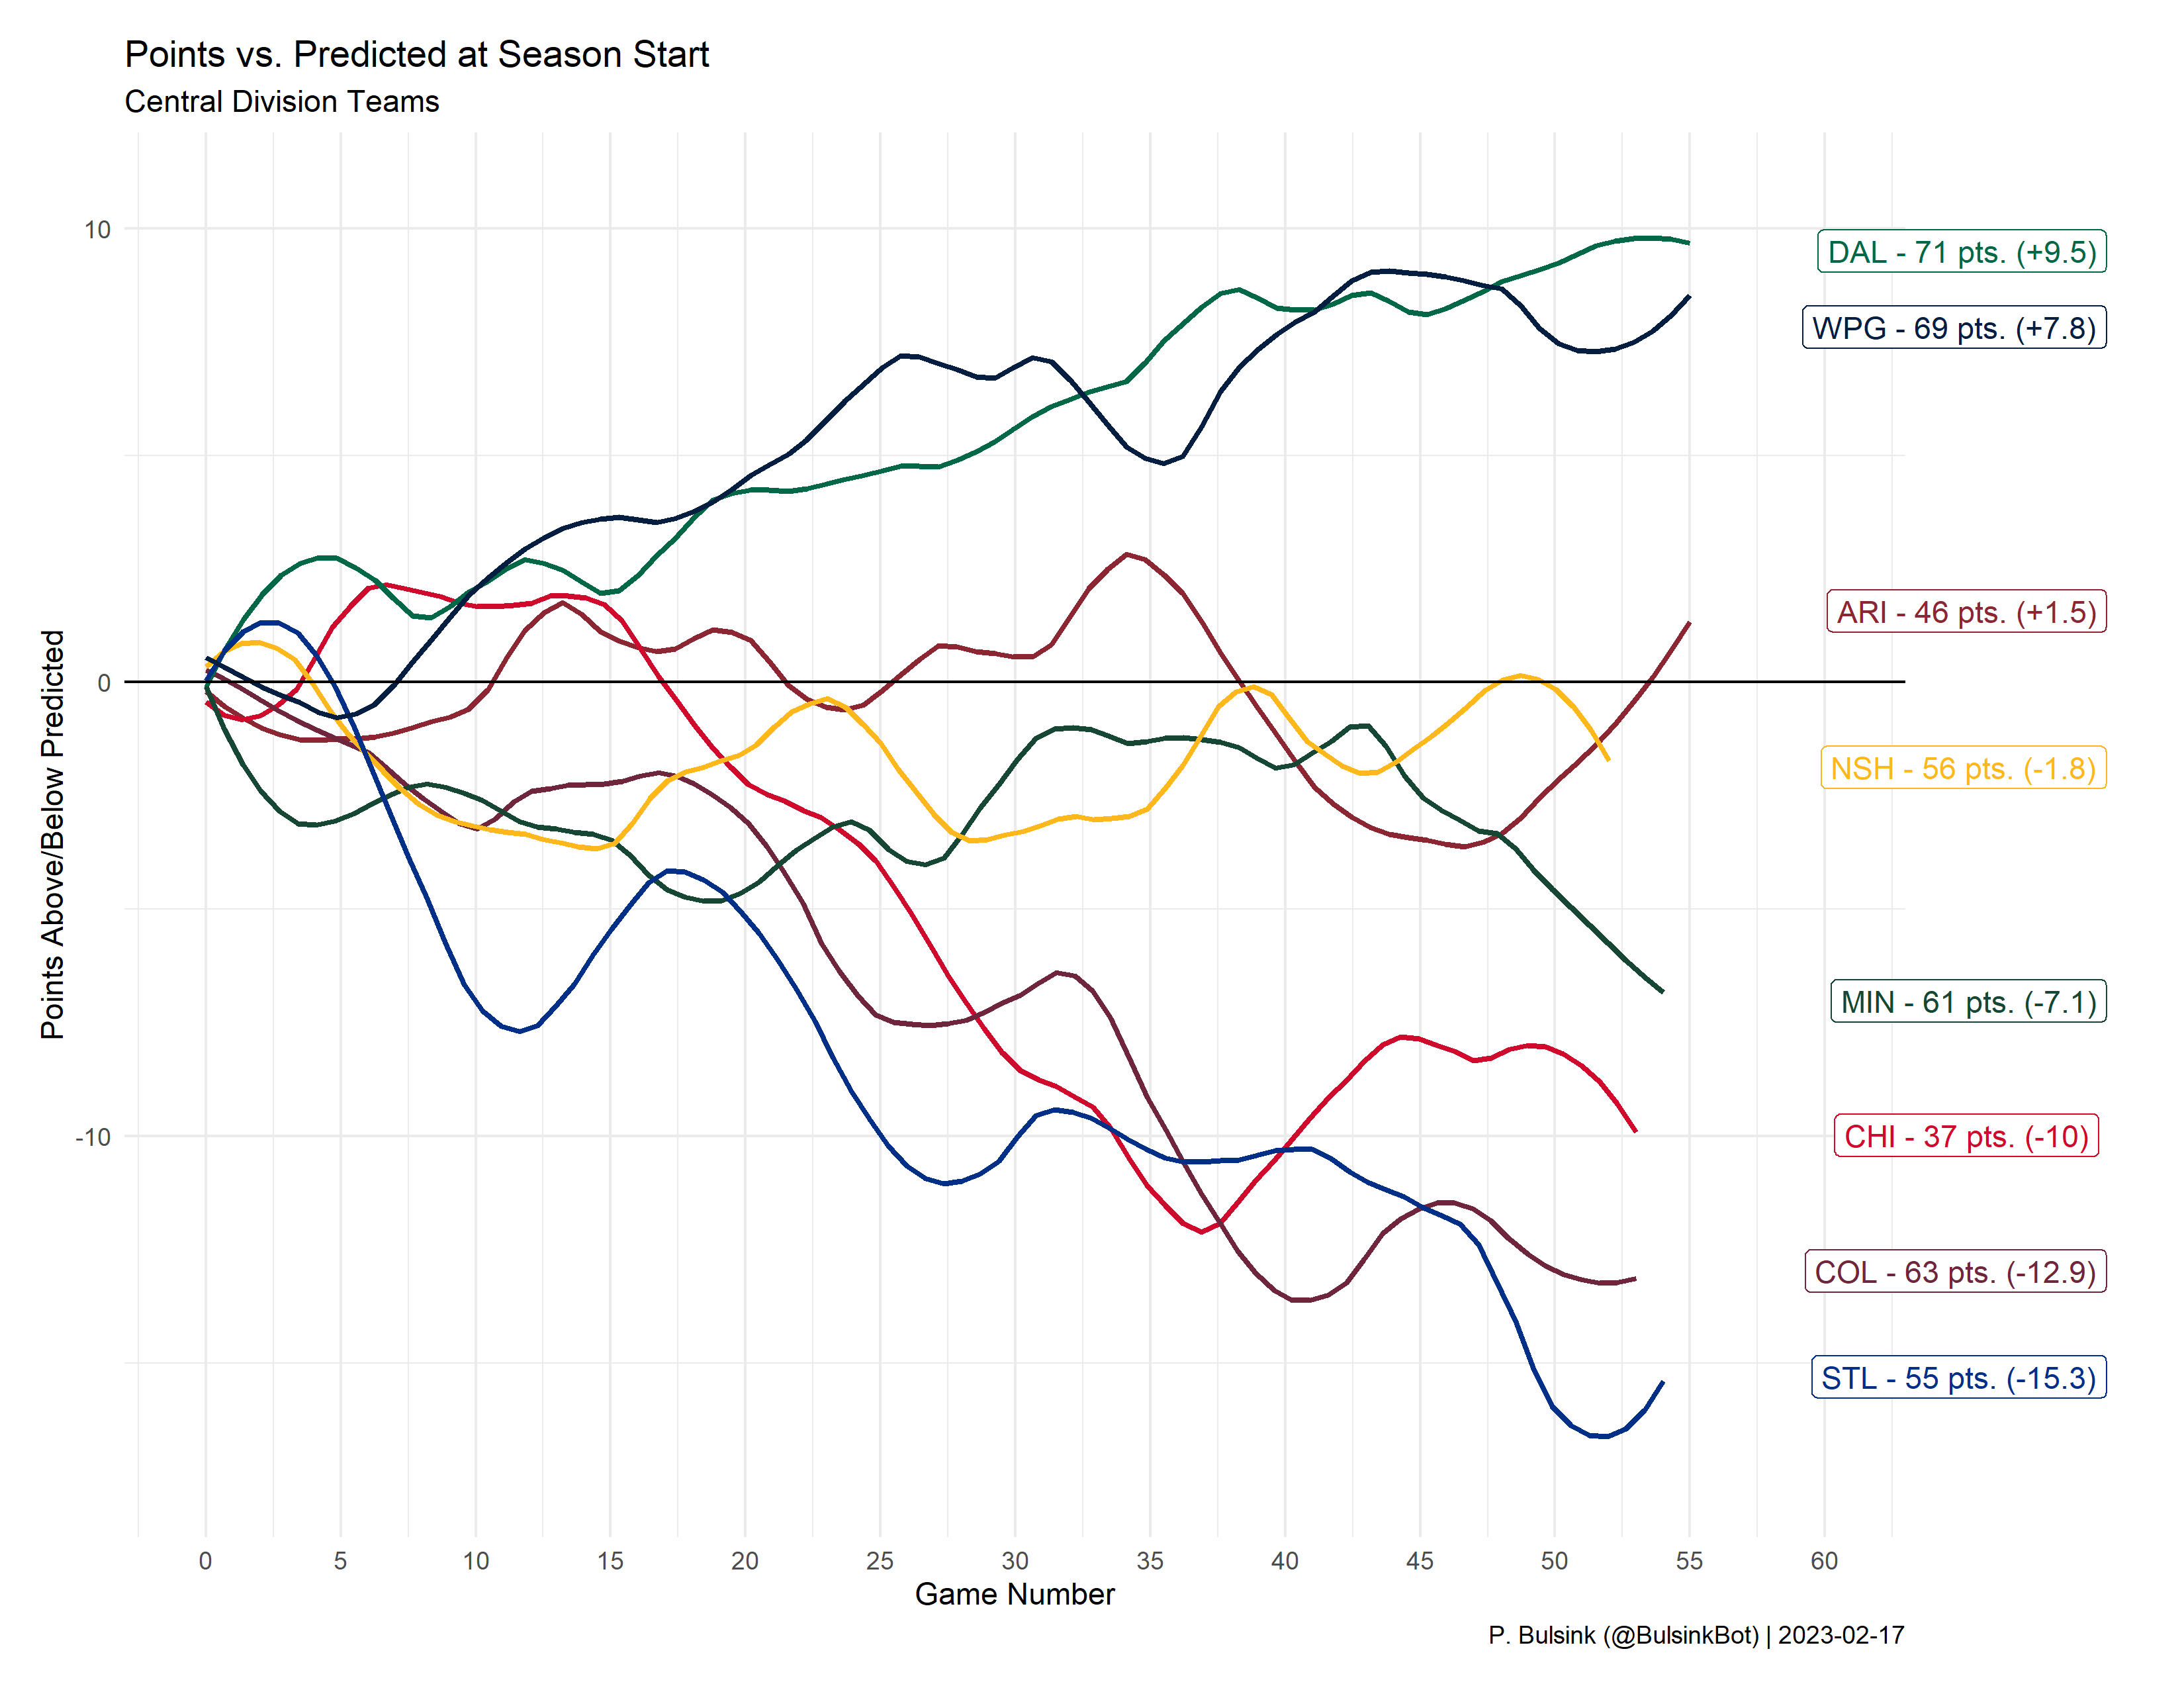 Points vs. Predicted at Season Start
Central Division Teams
Points Above/Below Predicted
10
0
-10
DAL - 71 pts. (+9.5)
WPG - 69 pts. (+7.8)
ARI - 46 pts. (+1.5)
NSH - 56 pts. (-1.8)
MIN - 61 pts. (-7.1)
CHI - 37 pts. (-10)
COL - 63 pts. (-12.9)
STL - 55 pts. (-15.3)
0 5 10 15 20 25 30 35 40 45 50 55 60
Game Number
P. Bulsink (@BulsinkBot) | 2023-02-17